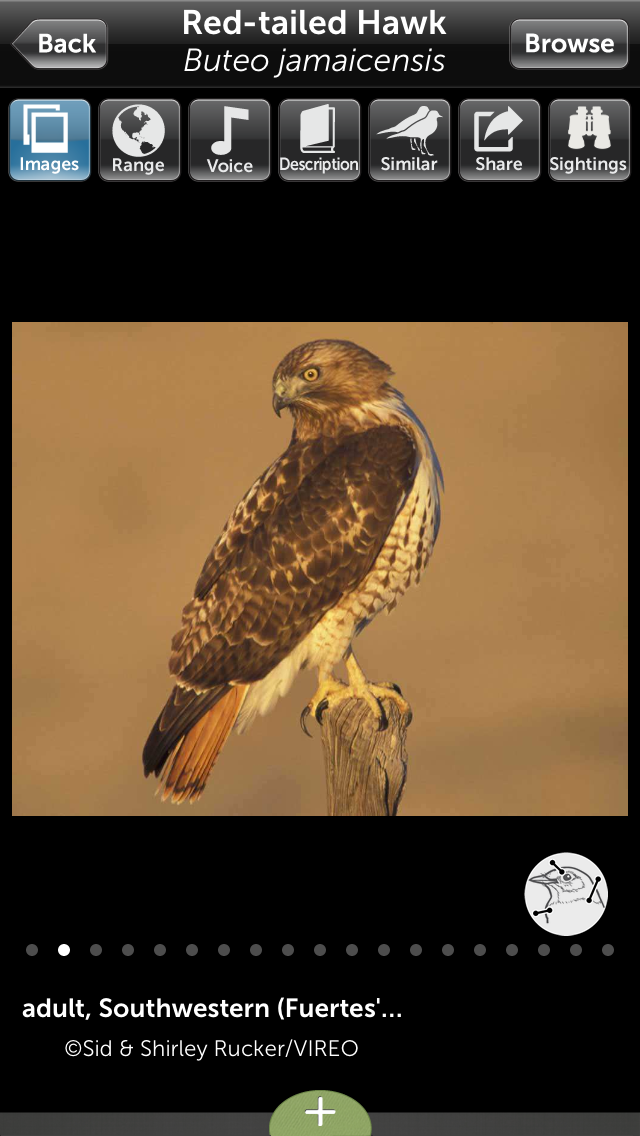 Red-tailed Hawk
Back
Browse
Buteo jamaicensis
Images
Range
Voice
Description
Similar
Share
Sightings
adult, Southwestern (Fuertes'...
©Sid & Shirley Rucker/VIREO
+